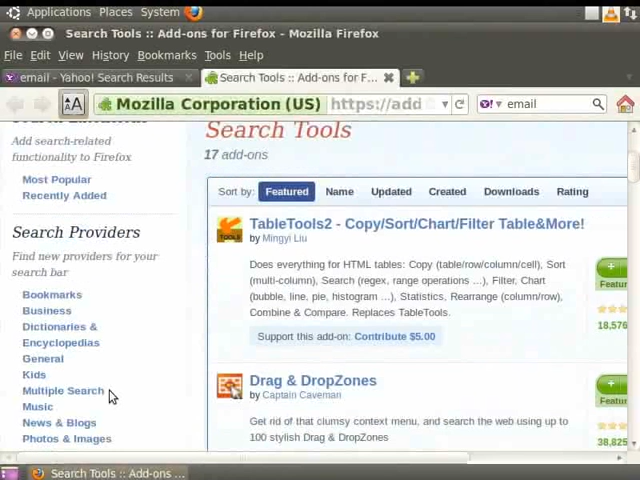 Applications Places System
Search Tools :: Add-ons for Firefox - Mozilla Firefox
File Edit View History Bookmarks Tools Help
email - Yahoo! Search Results
Search Tools :: Add-ons for F...
AA Mozilla Corporation (US) https://add
Y! email
Add search-related
functionality to Firefox
Most Popular
Recently Added
Search Providers
Find new providers for your
search bar
Bookmarks
Business
Dictionaries &
Encyclopedias
General
Kids
Multiple Search
Music
News & Blogs
Photos & Images
Search Tools
17 add-ons
Sort by: Featured Name Updated Created Downloads Rating
TableTools2 - Copy/Sort/Chart/Filter Table&More!
by Mingyi Liu
Does everything for HTML tables: Copy (table/row/column/cell), Sort
(multi-column), Search (regex, range operations ...), Filter, Chart
(bubble, line, pie, histogram ...), Statistics, Rearrange (column/row),
Combine & Compare. Replaces TableTools.
Support this add-on: Contribute $5.00
Featur
18,576
Drag & DropZones
by Captain Caveman
Get rid of that clumsy context menu, and search the web using up to
100 stylish Drag & DropZones
Featur
38,825
Search Tools :: Add-ons ...